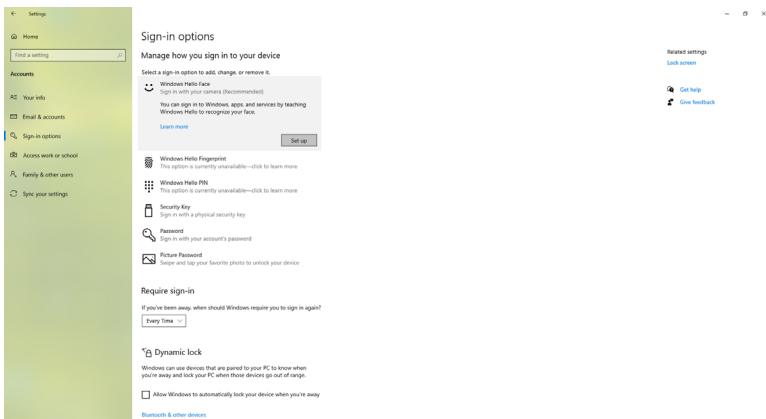 Settings
Home
Find a setting
Accounts
Your info
Email & accounts
Sign-in options
Access work or school
Family & other users
Sync your settings
Sign-in options
Manage how you sign in to your device
Select a sign-in option to add, change, or remove it.
Windows Hello Face
Sign in with your camera (Recommended)
You can sign in to Windows, apps, and services by teaching
Windows Hello to recognize your face.
Learn more
Set up
Windows Hello Fingerprint
This option is currently unavailable—click to learn more
Windows Hello PIN
This option is currently unavailable—click to learn more
Security Key
Sign in with a physical security key
Password
Sign in with your account's password
Picture Password
Swipe and tap your favorite photo to unlock your device
Require sign-in
If you've been away, when should Windows require you to sign in again?
Every Time
Dynamic lock
Windows can use devices that are paired to your PC to know when
you're away and lock your PC when those devices go out of range.
Allow Windows to automatically lock your device when you're away
Bluetooth & other devices
Related settings
Lock screen
Get help
Give feedback